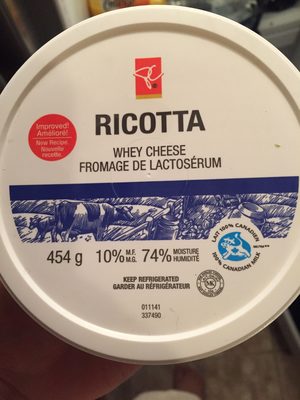 Improved!
Amélioré!
New Recipe.
Nouvelle
recette.
RICOTTA
WHEY CHEESE
FROMAGE DE LACTOSÉRUM
454 g 10% M.F. M.G. 74% MOISTURE HUMIDITÉ
LAIT 100% CANADIEN
100% CANADIAN MILK
KEEP REFRIGERATED
GARDER AU RÉFRIGÉRATEUR
MK
011141
337490